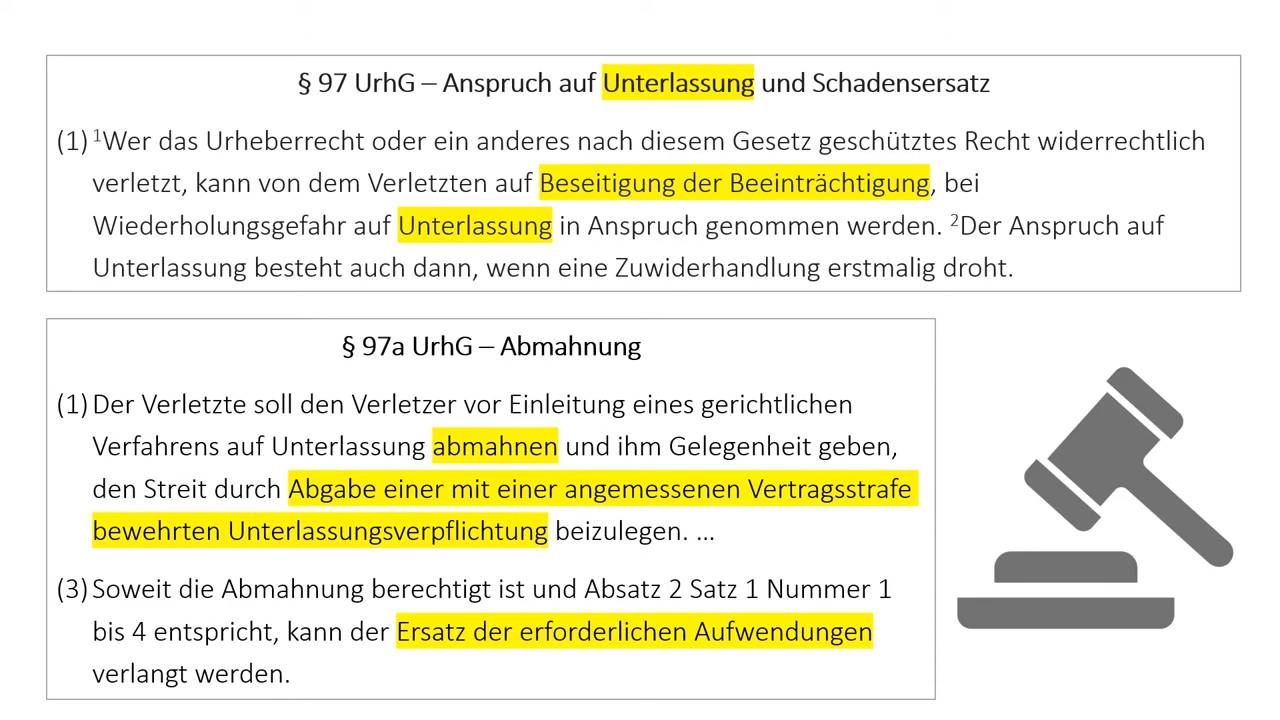 § 97 UrhG – Anspruch auf Unterlassung und Schadensersatz
(1) ¹Wer das Urheberrecht oder ein anderes nach diesem Gesetz geschütztes Recht widerrechtlich
verletzt, kann von dem Verletzten auf Beseitigung der Beeinträchtigung, bei
Wiederholungsgefahr auf Unterlassung in Anspruch genommen werden. ²Der Anspruch auf
Unterlassung besteht auch dann, wenn eine Zuwiderhandlung erstmalig droht.
§ 97a UrhG – Abmahnung
(1) Der Verletzte soll den Verletzer vor Einleitung eines gerichtlichen
Verfahrens auf Unterlassung abmahnen und ihm Gelegenheit geben,
den Streit durch Abgabe einer mit einer angemessenen Vertragsstrafe
bewehrten Unterlassungsverpflichtung beizulegen. ...
(3) Soweit die Abmahnung berechtigt ist und Absatz 2 Satz 1 Nummer 1
bis 4 entspricht, kann der Ersatz der erforderlichen Aufwendungen
verlangt werden.